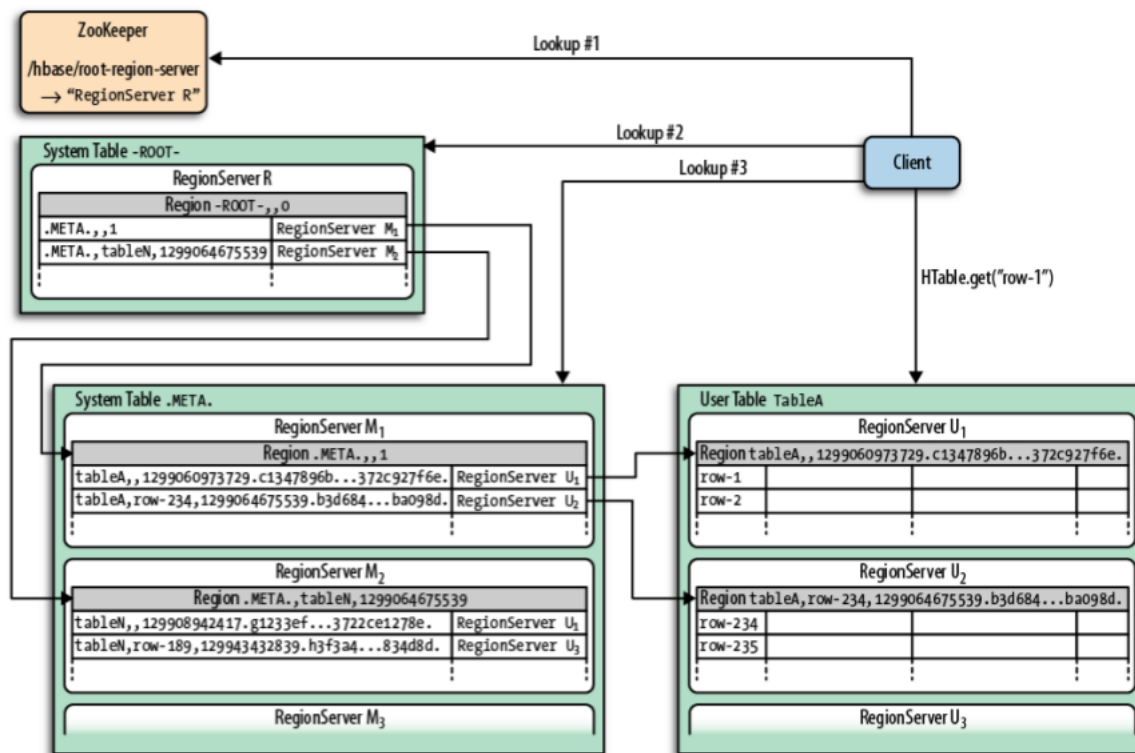 ZooKeeper
/hbase/root-region-server
→ “RegionServer R”
Lookup #1
Lookup #2
Lookup #3
Client
HTable.get("row-1")
System Table -ROOT-
RegionServer R
Region -ROOT-,,0
.META.,,1 RegionServer M₁
.META.,tableN,1299064675539 RegionServer M₂
System Table .META.
RegionServer M₁
Region .META.,,1
tableA,,1299060973729.c1347896b...372c927f6e. RegionServer U₁
tableA,row-234,1299064675539.b3d684...ba098d. RegionServer U₂
RegionServer M₂
Region .META.,tableN,1299064675539
tableN,,129908942417.g1233ef...3722ce1278e. RegionServer U₁
tableN,row-189,129943432839.h3f3a4...834d8d. RegionServer U₃
RegionServer M₃
User Table TableA
RegionServer U₁
Region tableA,,1299060973729.c1347896b...372c927f6e.
row-1
row-2
RegionServer U₂
Region tableA,row-234,1299064675539.b3d684...ba098d.
row-234
row-235
RegionServer U₃